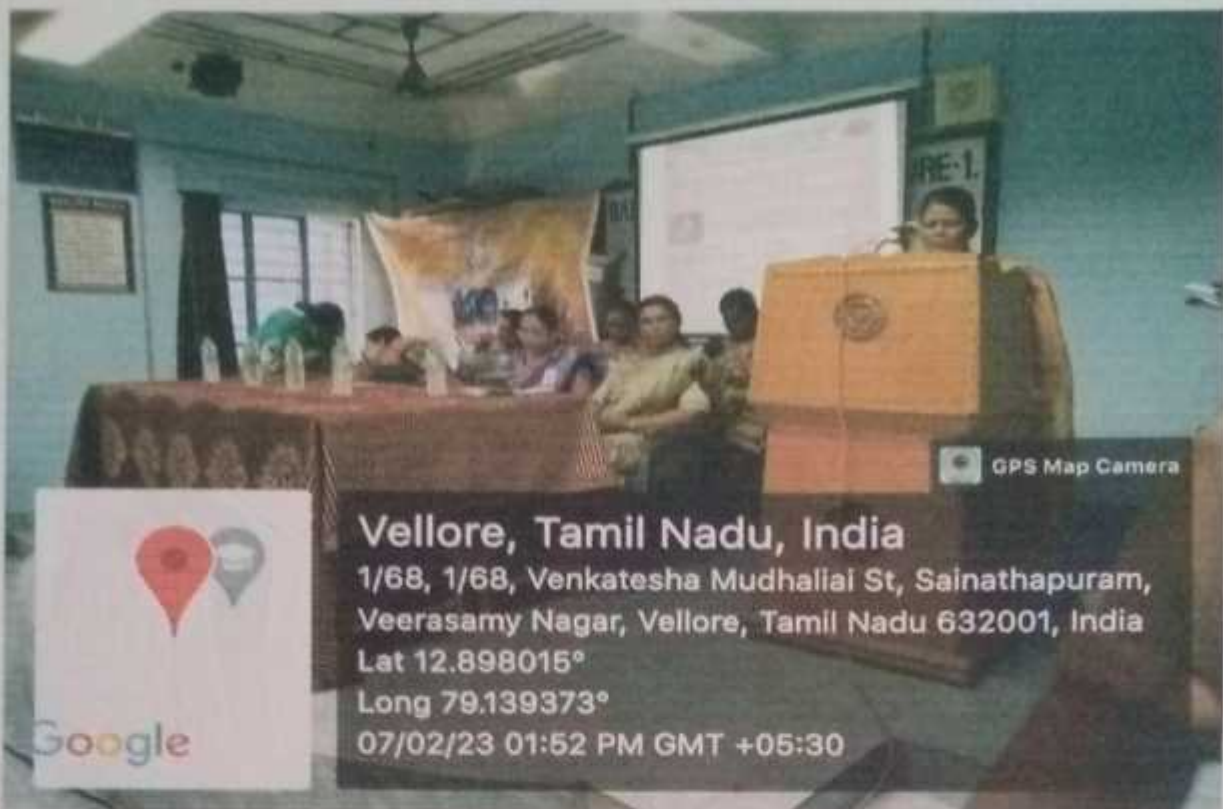 RE-1.
GPS Map Camera
Vellore, Tamil Nadu, India
1/68, 1/68, Venkatesha Mudhaliai St, Sainathapuram,
Veerasamy Nagar, Vellore, Tamil Nadu 632001, India
Lat 12.898015°
Long 79.139373°
07/02/23 01:52 PM GMT +05:30
Google